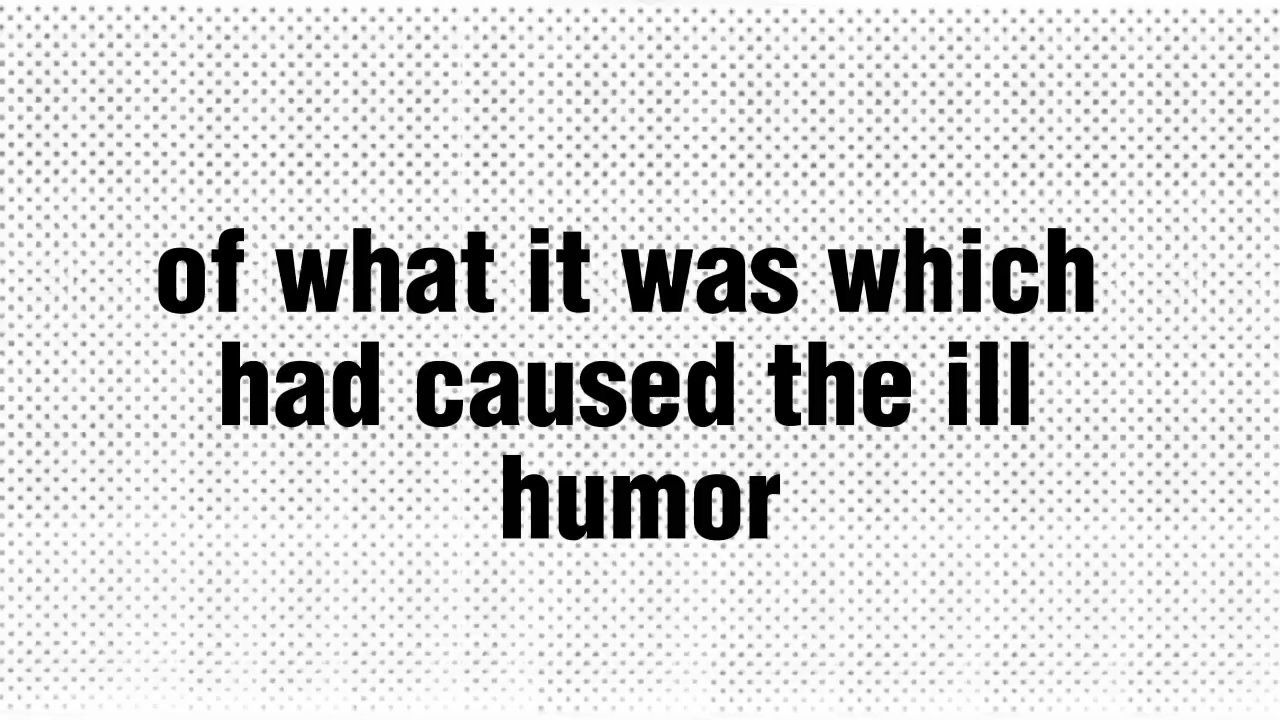 of what it was which
had caused the ill
humor